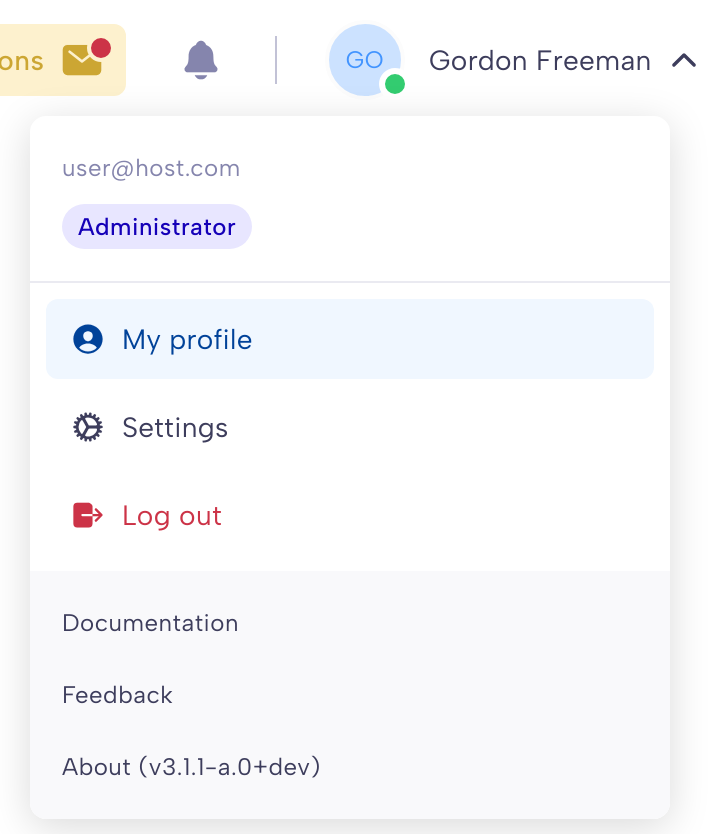 ons
GO
Gordon Freeman
user@host.com
Administrator
My profile
Settings
Log out
Documentation
Feedback
About (v3.1.1-a.0+dev)